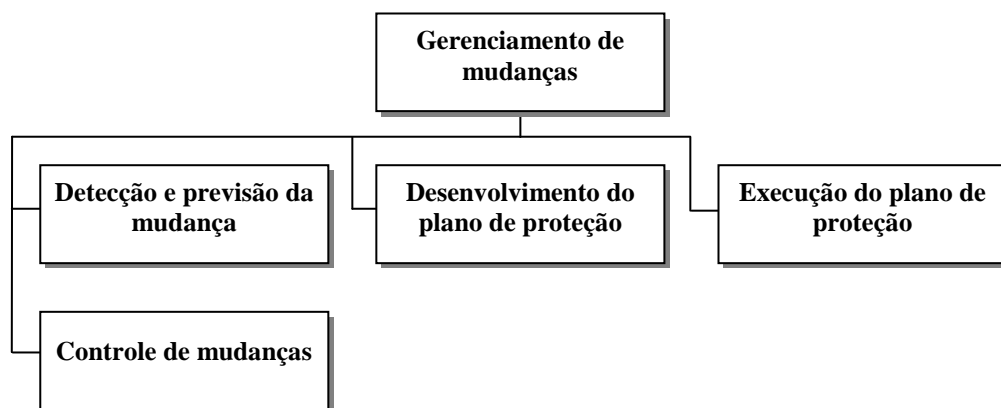 Gerenciamento de
mudanças
Detecção e previsão da
mudança
Desenvolvimento do
plano de proteção
Execução do plano de
proteção
Controle de mudanças